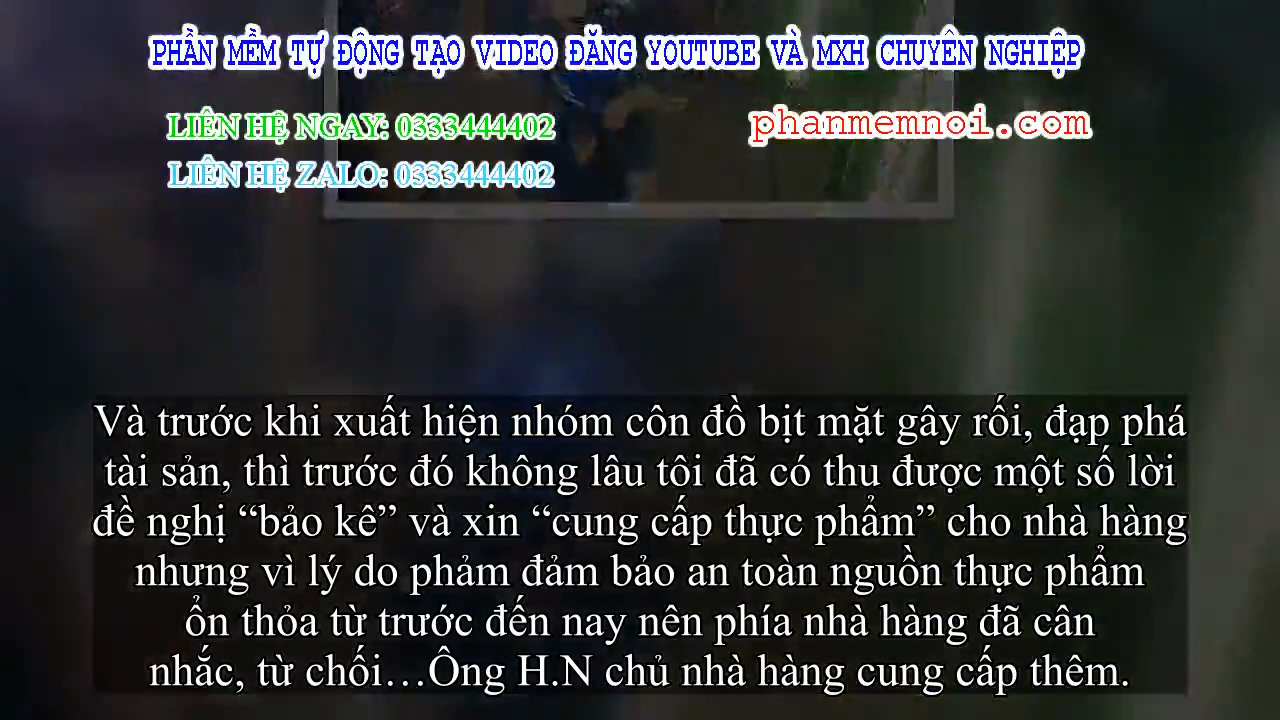 PHẦN MỀM TỰ ĐỘNG TẠO VIDEO ĐĂNG YOUTUBE VÀ MXH CHUYÊN NGHIỆP
LIÊN HỆ NGAY: 0333444402
phanmemnoi.com
LIÊN HỆ ZALO: 0333444402
Và trước khi xuất hiện nhóm côn đồ bịt mặt gây rối, đạp phá
tài sản, thì trước đó không lâu tôi đã có thu được một số lời
đề nghị “bảo kê” và xin “cung cấp thực phẩm” cho nhà hàng
nhưng vì lý do phảm đảm bảo an toàn nguồn thực phẩm
ổn thỏa từ trước đến nay nên phía nhà hàng đã cân
nhắc, từ chối…Ông H.N chủ nhà hàng cung cấp thêm.